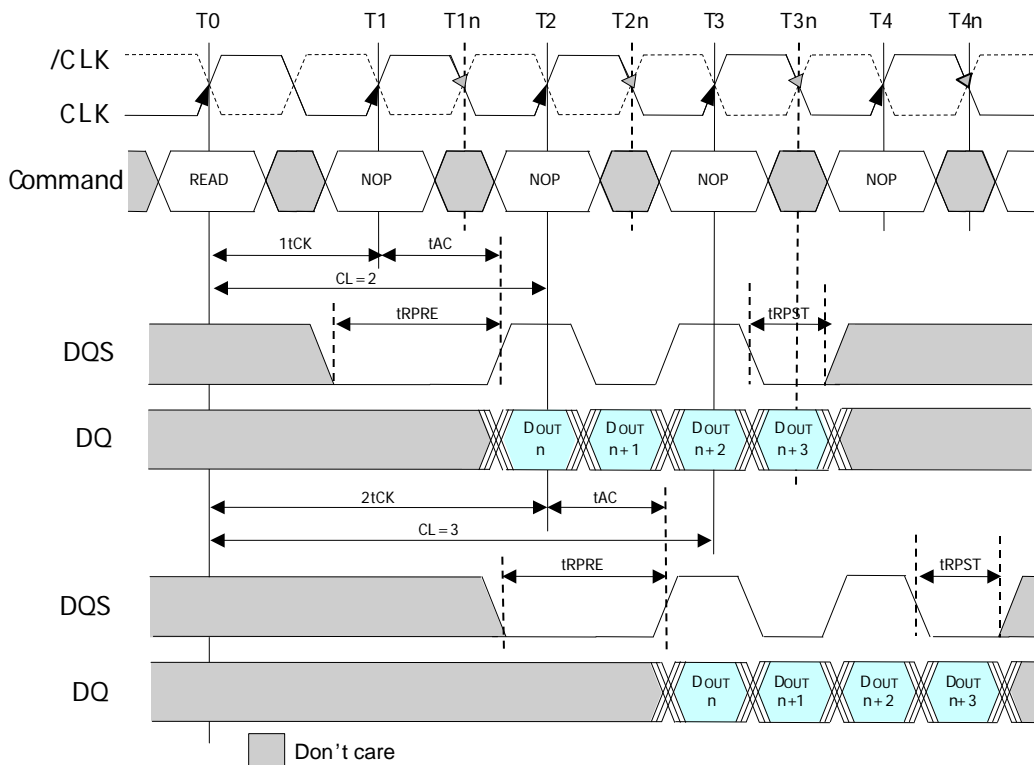 T0 T1 T1n T2 T2n T3 T3n T4 T4n
/CLK
CLK
Command READ NOP NOP NOP NOP
1tCK tAC
CL=2
tRPRE tRPST
DQS
DQ DOUT n DOUT n+1 DOUT n+2 DOUT n+3
2tCK tAC
CL=3
tRPRE tRPST
DQS
DQ DOUT n DOUT n+1 DOUT n+2 DOUT n+3
Don't care